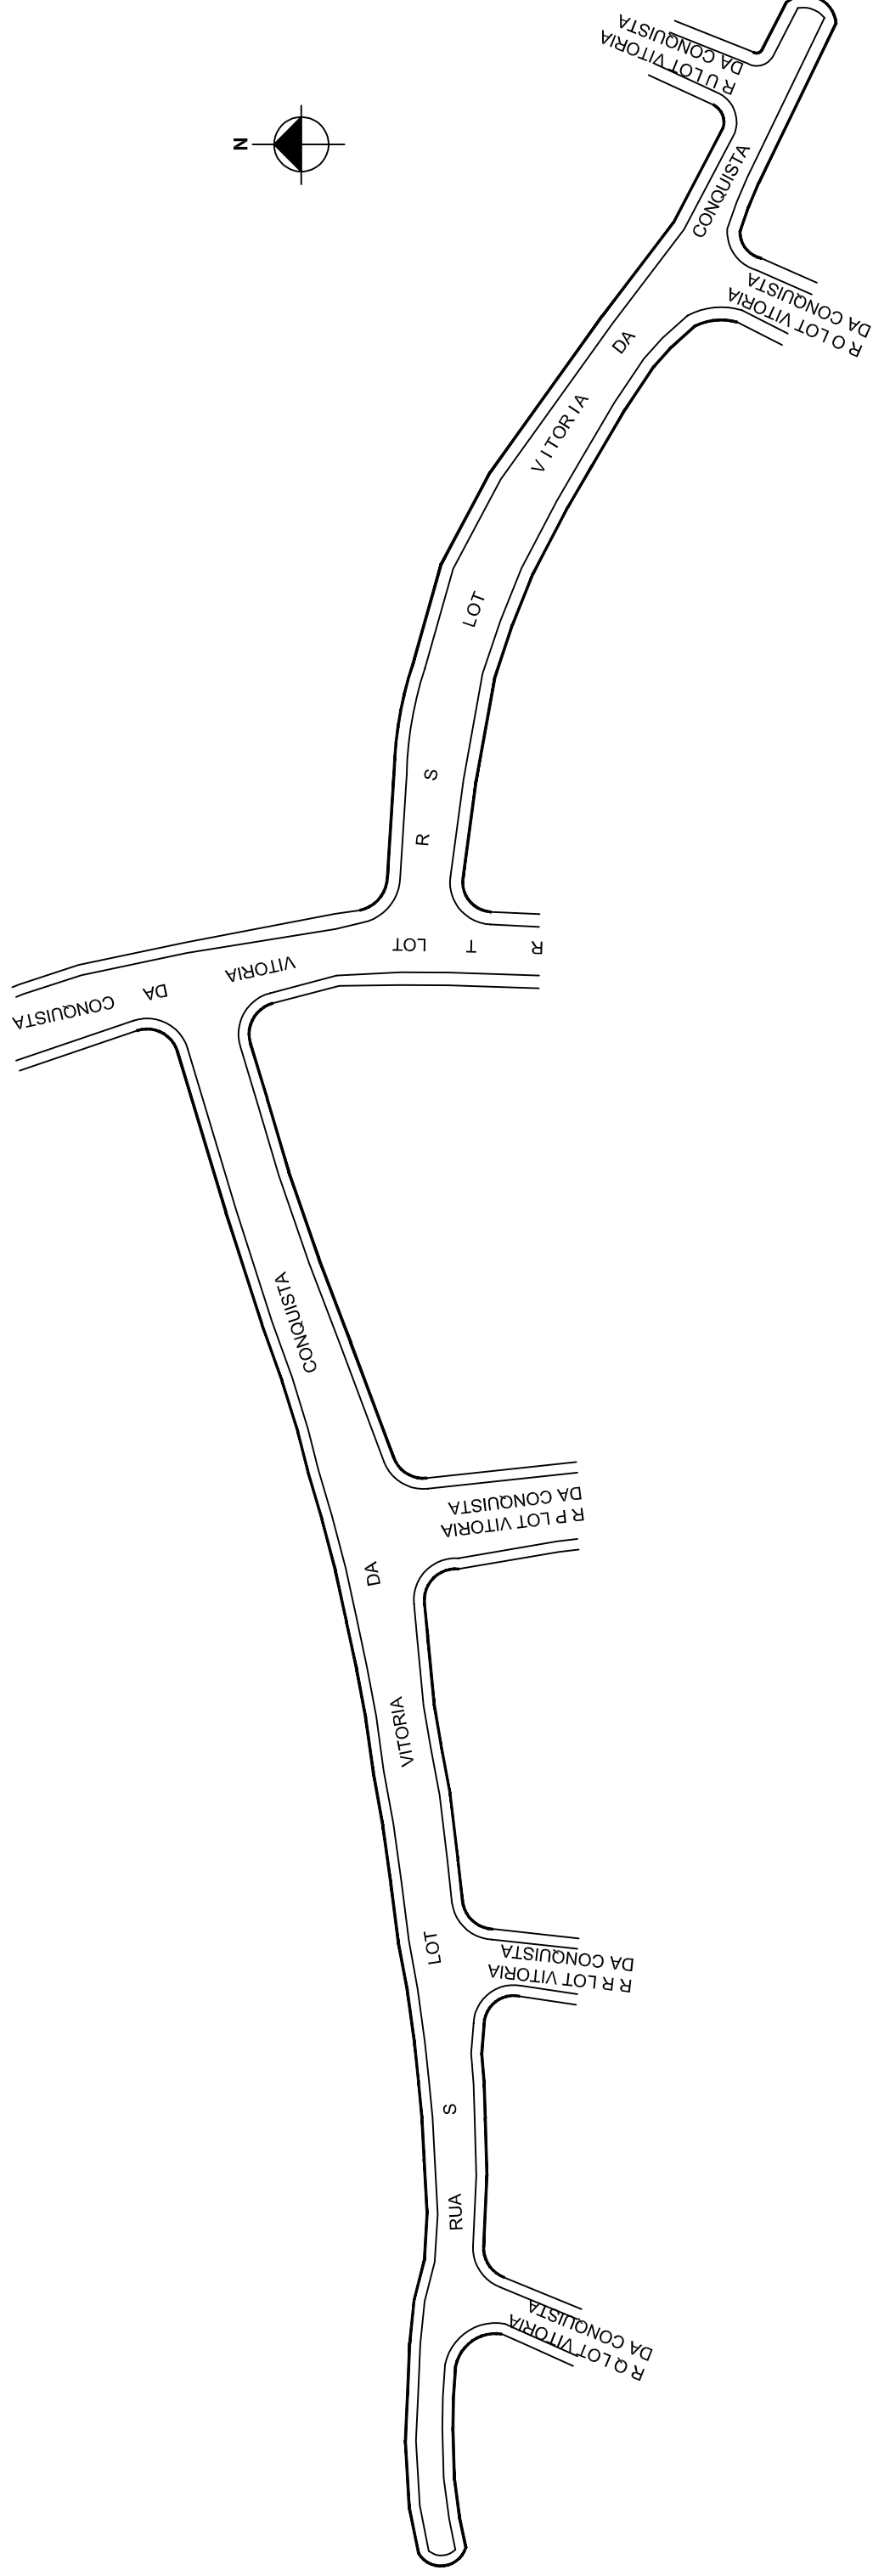 N
R U LOT VITORIA
DA CONQUISTA
R O LOT VITORIA
DA CONQUISTA
R S LOT VITORIA DA CONQUISTA
R T LOT VITORIA DA CONQUISTA
R P LOT VITORIA
DA CONQUISTA
R R LOT VITORIA
DA CONQUISTA
RUA S LOT VITORIA DA CONQUISTA
R Q LOT VITORIA
DA CONQUISTA